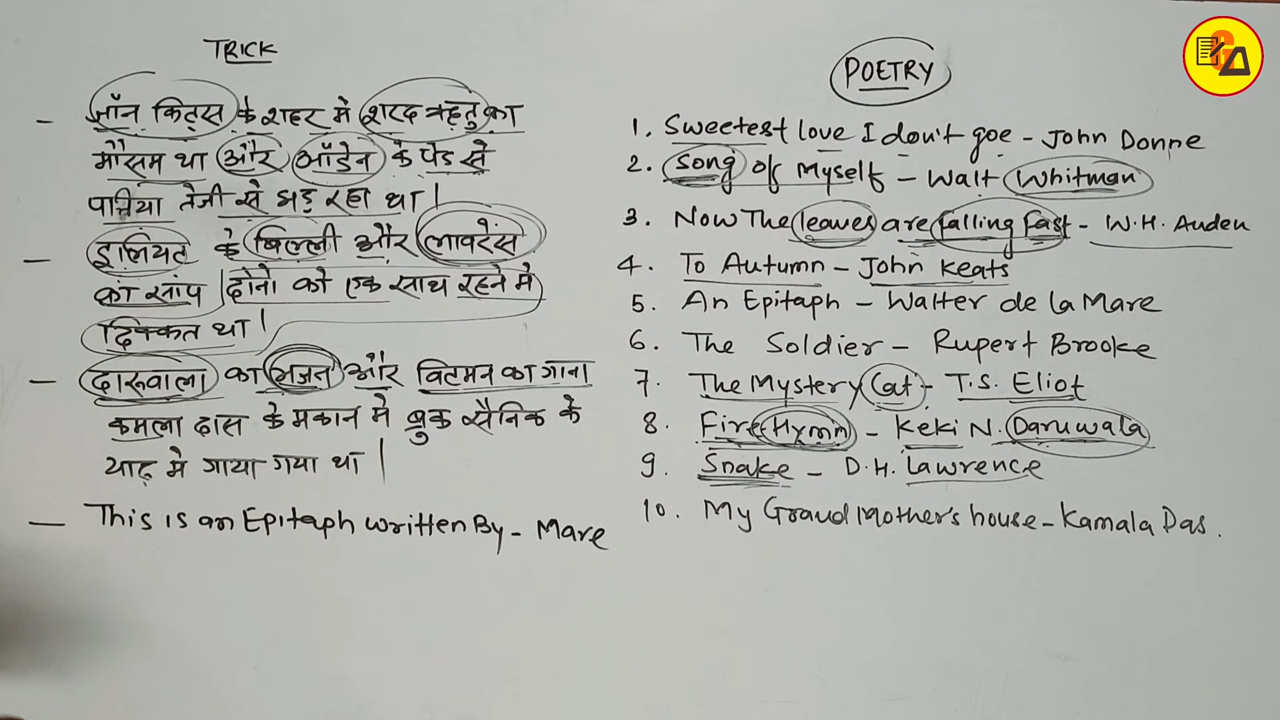 TRICK
- जॉन किट्स के शहर में शरद ऋतु का
मौसम था और ऑडेन के पेड़ से
पत्तियां तेजी से झड़ रहा था।
- इलियट के बिल्ली और लॉवरेंस
का सांप दोनों को एक साथ रहने में
दिक्कत था।
- दारूवाला का भजन और विटमन का गाना
कमला दास के मकान में ब्रुक सैनिक के
याद में गाया गया था।
- This is an Epitaph written By - Mare
POETRY
1. Sweetest love I don't goe - John Donne
2. Song of Myself - Walt Whitman
3. Now The leaves are falling Fast - W.H. Auden
4. To Autumn - John Keats
5. An Epitaph - Walter de la Mare
6. The Soldier - Rupert Brooke
7. The Mystery Cat - T.S. Eliot
8. Fire Hymn - Keki N. Daruwala
9. Snake - D.H. Lawrence
10. My Grand Mother's house - Kamala Das.